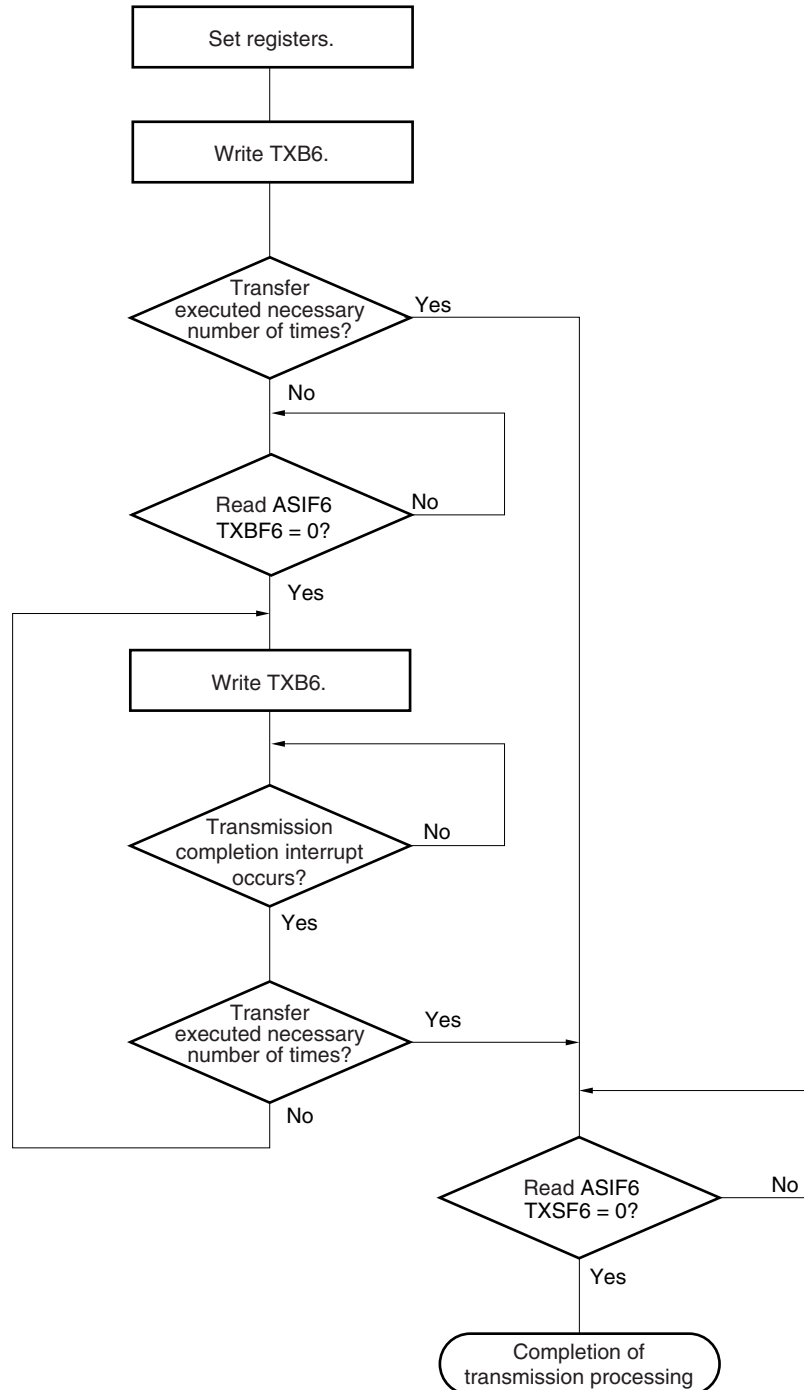 Set registers.
Write TXB6.
Transfer
executed necessary
number of times?
Yes
No
Read ASIF6
TXBF6 = 0?
No
Yes
Write TXB6.
Transmission
completion interrupt
occurs?
No
Yes
Transfer
executed necessary
number of times?
Yes
No
Read ASIF6
TXSF6 = 0?
No
Yes
Completion of
transmission processing